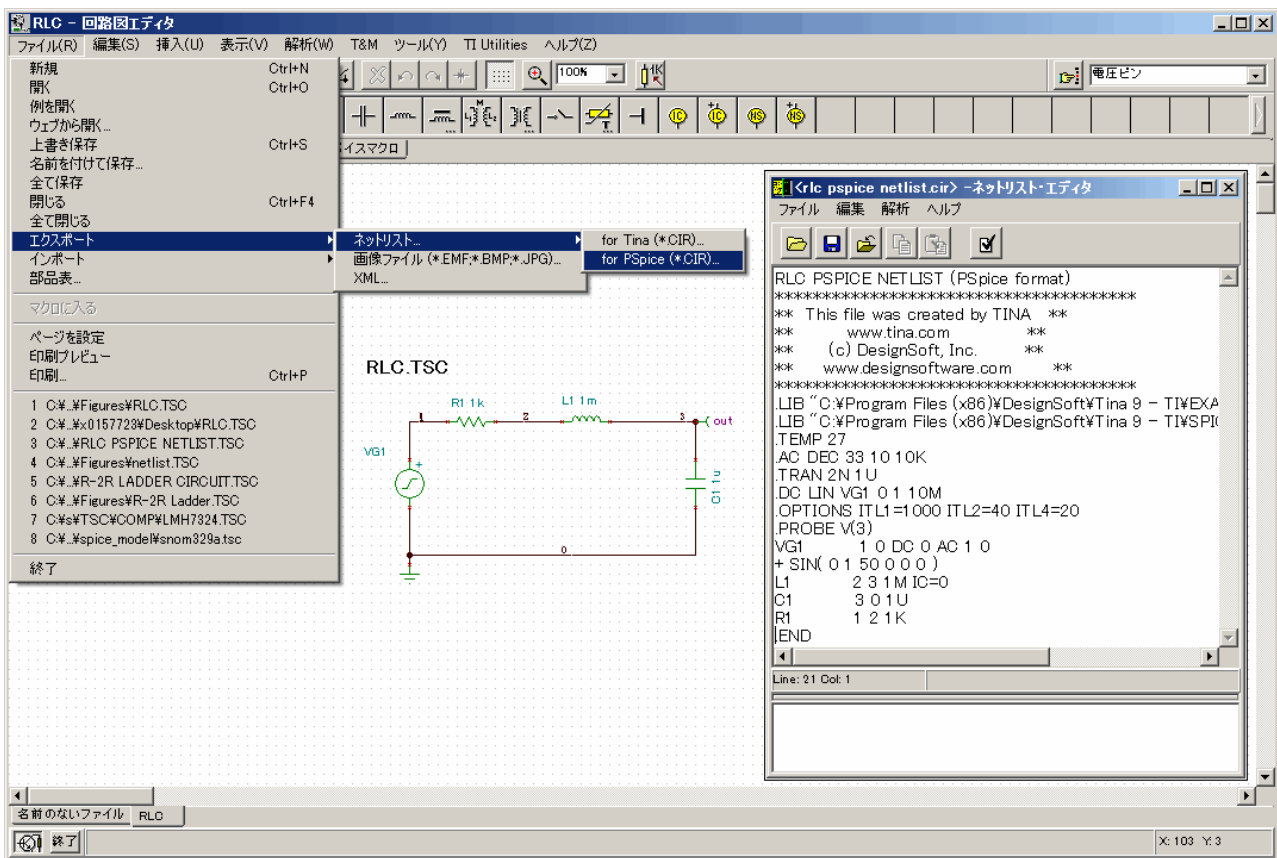 RLC - 回路図エディタ
ファイル(R) 編集(S) 挿入(U) 表示(V) 解析(W) T&M ツール(Y) TI Utilities ヘルプ(Z)
新規 Ctrl+N
開く Ctrl+O
例を開く
ウェブから開く...
上書き保存 Ctrl+S
名前を付けて保存...
全て保存
閉じる Ctrl+F4
全て閉じる
エクスポート
インポート
部品表...
マクロに入る
ページを設定
印刷プレビュー
印刷... Ctrl+P
1 C:¥...¥Figures¥RLC.TSC
2 C:¥...¥x0157723¥Desktop¥RLC.TSC
3 C:¥...¥RLC PSPICE NETLIST.TSC
4 C:¥...¥Figures¥netlist.TSC
5 C:¥...¥R-2R LADDER CIRCUIT.TSC
6 C:¥...¥Figures¥R-2R Ladder.TSC
7 C:¥s¥TSC¥COMP¥LMH7324.TSC
8 C:¥...¥spice_model¥snom329a.tsc
終了
ネットリスト...
画像ファイル (*.EMF;*.BMP;*.JPG)...
XML...
for Tina (*.CIR)...
for PSpice (*.CIR)...
100%
1K
電圧ピン
イスマクロ
RLC.TSC
R1 1k
L1 1m
1
2
3
out
VG1
+
C1 1u
0
<rlc pspice netlist.cir> -ネットリスト・エディタ
ファイル 編集 解析 ヘルプ
RLC PSPICE NETLIST (PSpice format)
******************************************
** This file was created by TINA **
** www.tina.com **
** (c) DesignSoft, Inc. **
** www.designsoftware.com **
******************************************
.LIB "C:¥Program Files (x86)¥DesignSoft¥Tina 9 - TI¥EXA
.LIB "C:¥Program Files (x86)¥DesignSoft¥Tina 9 - TI¥SPI
.TEMP 27
.AC DEC 33 10 10K
.TRAN 2N 1U
.DC LIN VG1 0 1 10M
.OPTIONS ITL1=1000 ITL2=40 ITL4=20
.PROBE V(3)
VG1 1 0 DC 0 AC 1 0
+ SIN( 0 1 50 0 0 0 )
L1 2 3 1M IC=0
C1 3 0 1U
R1 1 2 1K
.END
Line: 21 Col: 1
名前のないファイル RLC
終了
X: 103 Y: 3